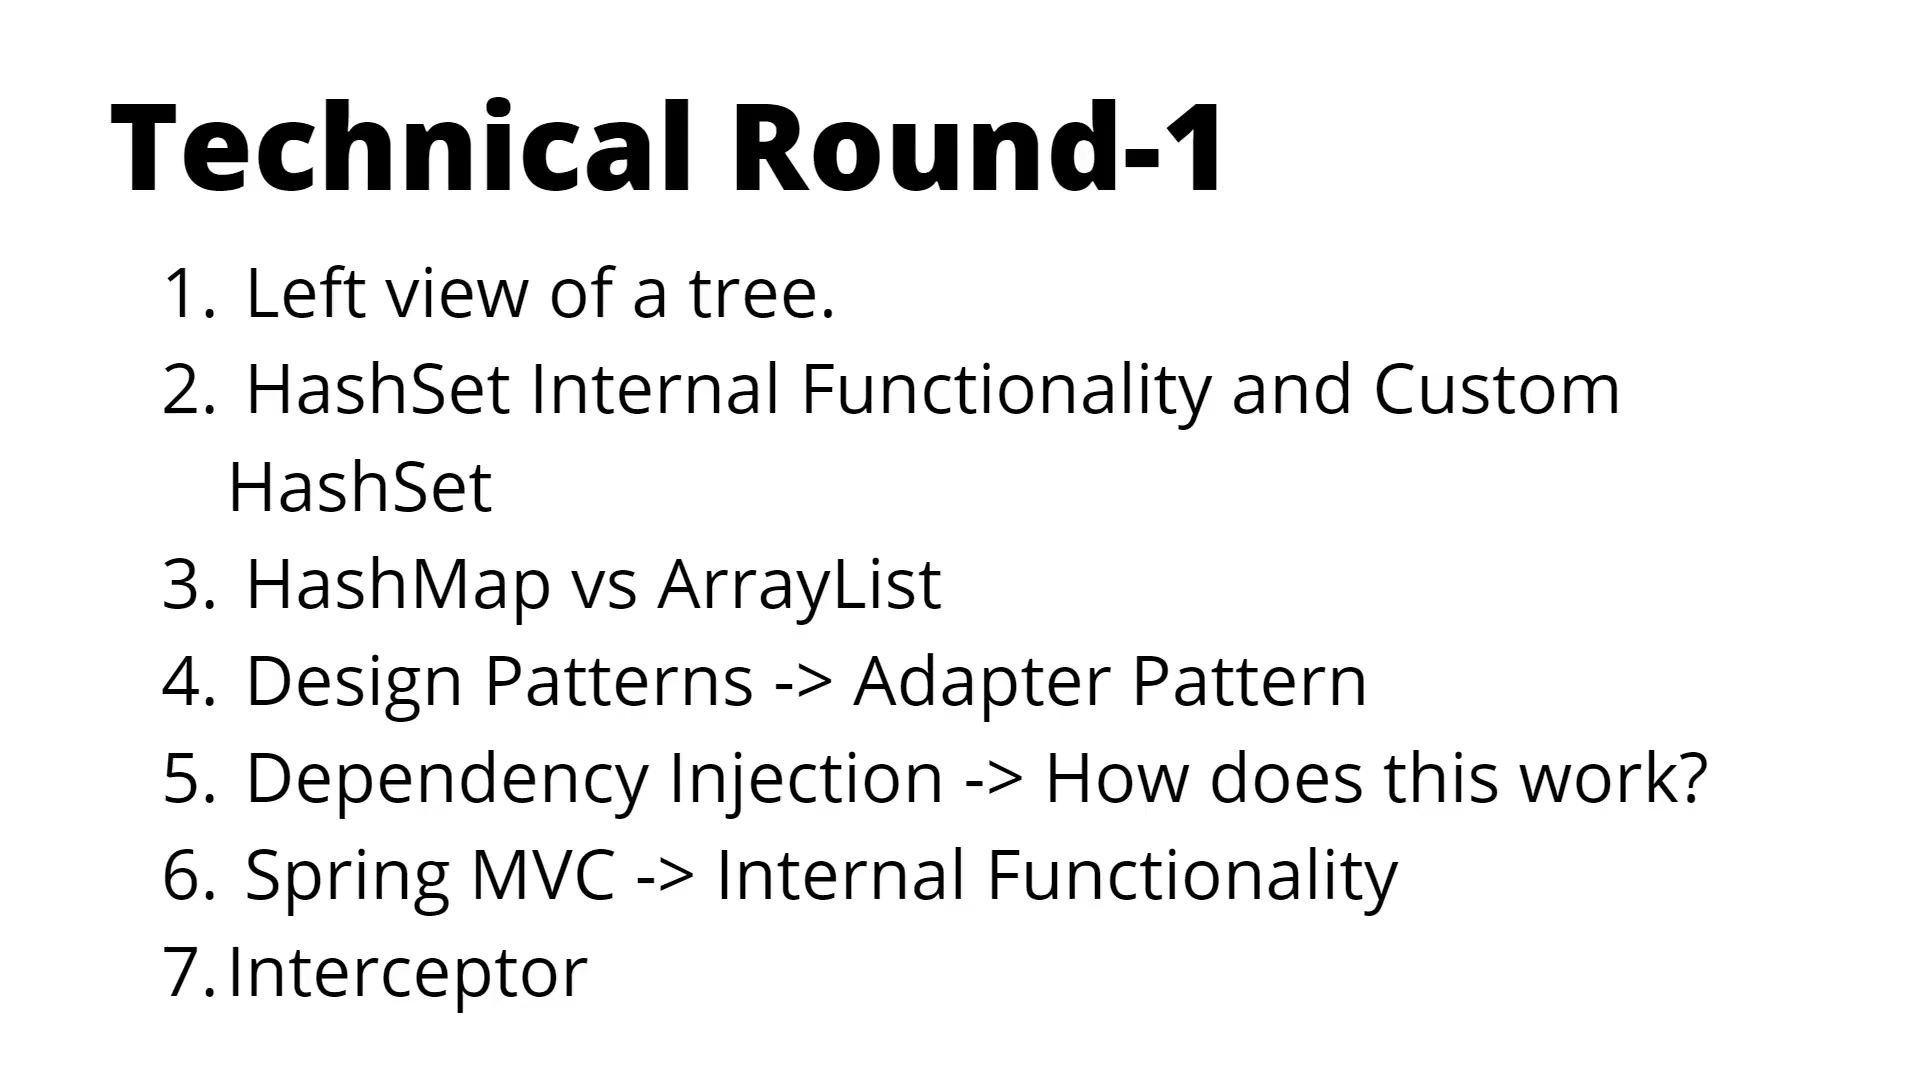 Technical Round-1
1. Left view of a tree.
2. HashSet Internal Functionality and Custom
HashSet
3. HashMap vs ArrayList
4. Design Patterns -> Adapter Pattern
5. Dependency Injection -> How does this work?
6. Spring MVC -> Internal Functionality
7. Interceptor